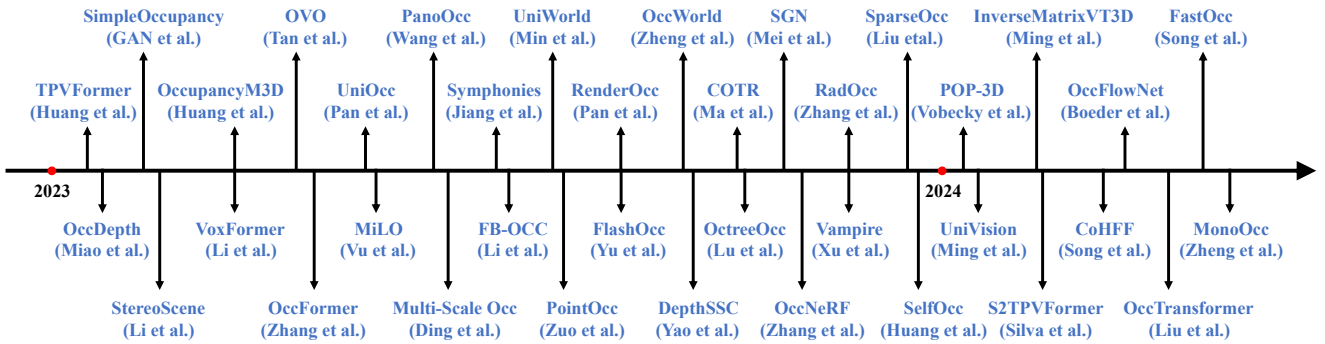 SimpleOccupancy
(GAN et al.)
OVO
(Tan et al.)
PanoOcc
(Wang et al.)
UniWorld
(Min et al.)
OccWorld
(Zheng et al.)
SGN
(Mei et al.)
SparseOcc
(Liu etal.)
InverseMatrixVT3D
(Ming et al.)
FastOcc
(Song et al.)
TPVFormer
(Huang et al.)
OccupancyM3D
(Huang et al.)
UniOcc
(Pan et al.)
Symphonies
(Jiang et al.)
RenderOcc
(Pan et al.)
COTR
(Ma et al.)
RadOcc
(Zhang et al.)
POP-3D
(Vobecky et al.)
OccFlowNet
(Boeder et al.)
2023
2024
OccDepth
(Miao et al.)
VoxFormer
(Li et al.)
MiLO
(Vu et al.)
FB-OCC
(Li et al.)
FlashOcc
(Yu et al.)
OctreeOcc
(Lu et al.)
Vampire
(Xu et al.)
UniVision
(Ming et al.)
CoHFF
(Song et al.)
MonoOcc
(Zheng et al.)
StereoScene
(Li et al.)
OccFormer
(Zhang et al.)
Multi-Scale Occ
(Ding et al.)
PointOcc
(Zuo et al.)
DepthSSC
(Yao et al.)
OccNeRF
(Zhang et al.)
SelfOcc
(Huang et al.)
S2TPVFormer
(Silva et al.)
OccTransformer
(Liu et al.)